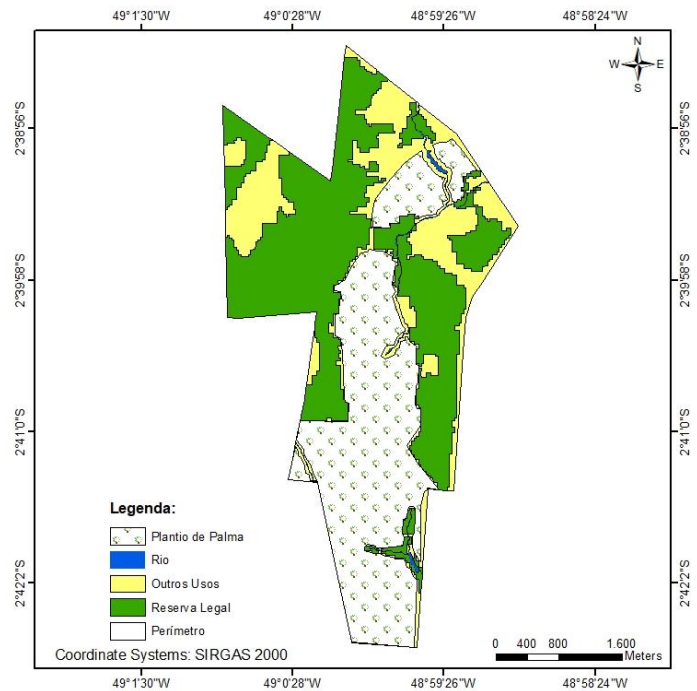 49°1'30"W 49°0'28"W 48°59'26"W 48°58'24"W
N
W E
S
2°38'56"S 2°38'56"S
2°39'58"S 2°39'58"S
2°41'0"S 2°41'0"S
2°42'2"S 2°42'2"S
Legenda:
Plantio de Palma
Rio
Outros Usos
Reserva Legal
Perímetro
Coordinate Systems: SIRGAS 2000
0 400 800 1.600
Meters
49°1'30"W 49°0'28"W 48°59'26"W 48°58'24"W